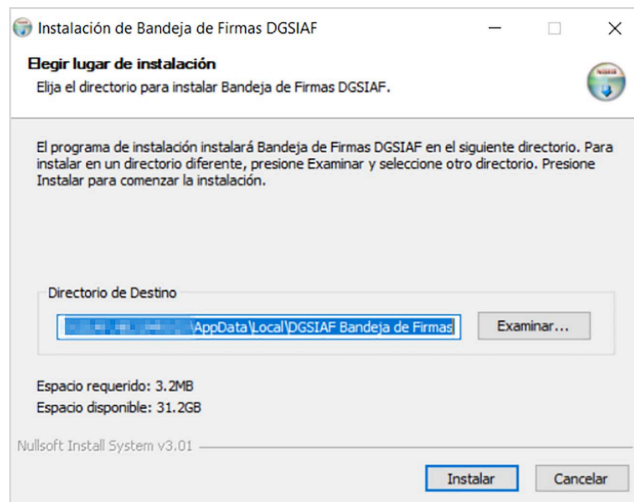 Instalación de Bandeja de Firmas DGSIAF
Elegir lugar de instalación
Elija el directorio para instalar Bandeja de Firmas DGSIAF.
El programa de instalación instalará Bandeja de Firmas DGSIAF en el siguiente directorio. Para
instalar en un directorio diferente, presione Examinar y seleccione otro directorio. Presione
Instalar para comenzar la instalación.
Directorio de Destino
\AppData\Local\DGSIAF Bandeja de Firmas
Examinar...
Espacio requerido: 3.2MB
Espacio disponible: 31.2GB
Nullsoft Install System v3.01
Instalar
Cancelar